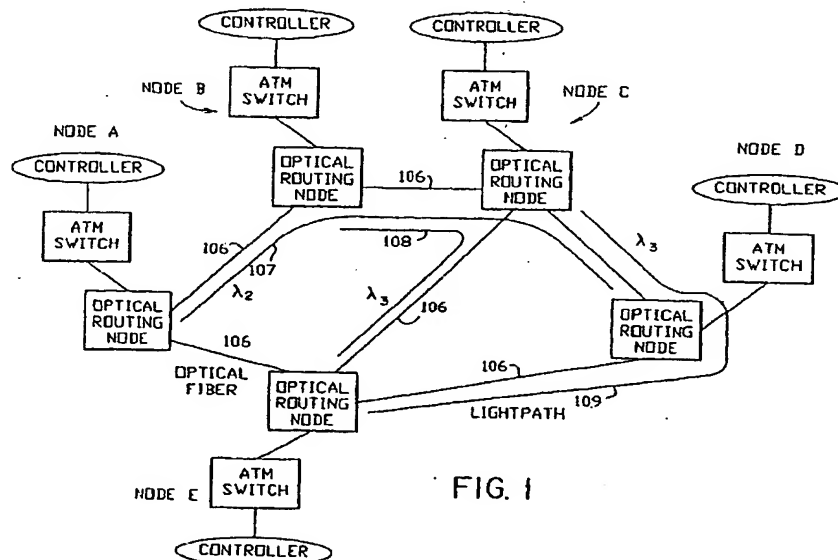 CONTROLLER
CONTROLLER
ATM
SWITCH
ATM
SWITCH
NODE B
NODE C
NODE A
CONTROLLER
ATM
SWITCH
OPTICAL
ROUTING
NODE
106
OPTICAL
ROUTING
NODE
NODE D
CONTROLLER
ATM
SWITCH
106
107
λ2
108
λ3
106
λ3
OPTICAL
ROUTING
NODE
OPTICAL
ROUTING
NODE
106
OPTICAL
FIBER
OPTICAL
ROUTING
NODE
106
109
LIGHTPATH
NODE E
ATM
SWITCH
CONTROLLER
FIG. 1